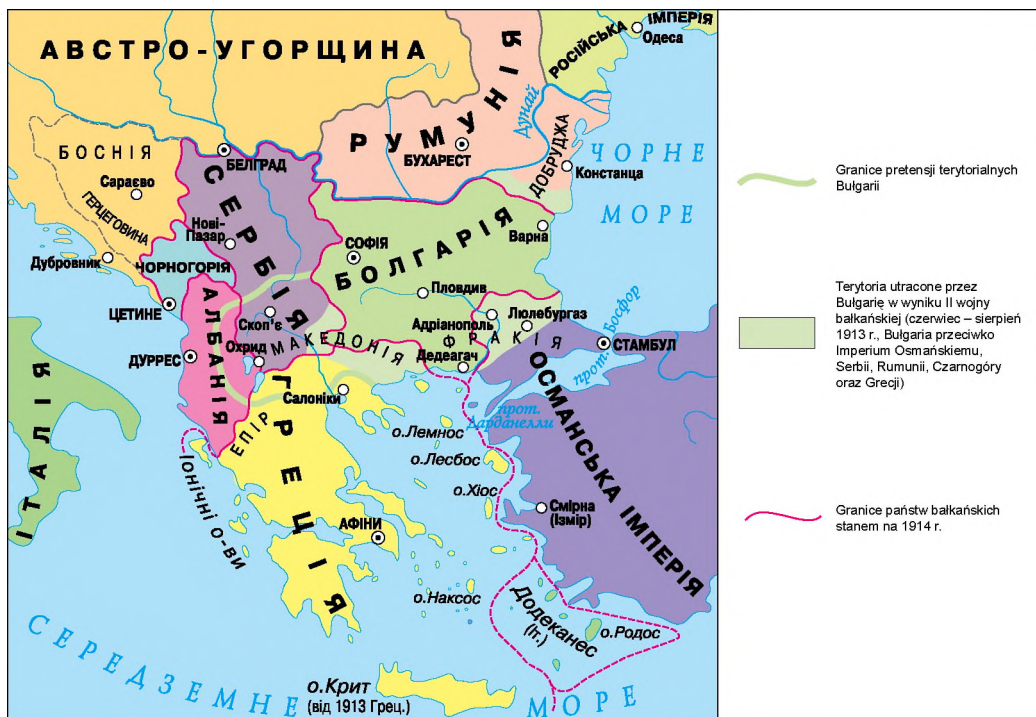 АВСТРО-УГОРЩИНА
РОСІЙСЬКА
ІМПЕРІЯ
Одеса
РУМУНІЯ
БУХАРЕСТ
Дунай
ДОБРУДЖА
Констанца
ЧОРНЕ
МОРЕ
БОСНІЯ
Сараєво
ГЕРЦЕГОВИНА
Дубровник
БЕЛГРАД
СЕРБІЯ
Нові-
Пазар
ЧОРНОГОРІЯ
ЦЕТИНЕ
СОФІЯ
БОЛГАРІЯ
Варна
Пловдив
Адріанополь
Люлебургаз
ФРАКІЯ
Дедеагач
Скоп'є
МАКЕДОНІЯ
Охрид
АЛБАНІЯ
ДУРРЕС
Салоніки
ЕПІР
ГРЕЦІЯ
ІТАЛІЯ
Іонічні о-ви
АФІНИ
СТАМБУЛ
прот. Босфор
прот.
Дарданелли
ОСМАНСЬКА ІМПЕРІЯ
о.Лемнос
о.Лесбос
о.Хіос
Смірна
(Ізмір)
о.Наксос
Додеканес
(Іт.)
о.Родос
о.Крит
(від 1913 Грец.)
СЕРЕДЗЕМНЕ МОРЕ
Granice pretensji terytorialnych
Bułgarii
Terytoria utracone przez
Bułgarię w wyniku II wojny
bałkańskiej (czerwiec – sierpień
1913 r., Bułgaria przeciwko
Imperium Osmańskiemu,
Serbii, Rumunii, Czarnogóry
oraz Grecji)
Granice państw bałkańskich
stanem na 1914 r.